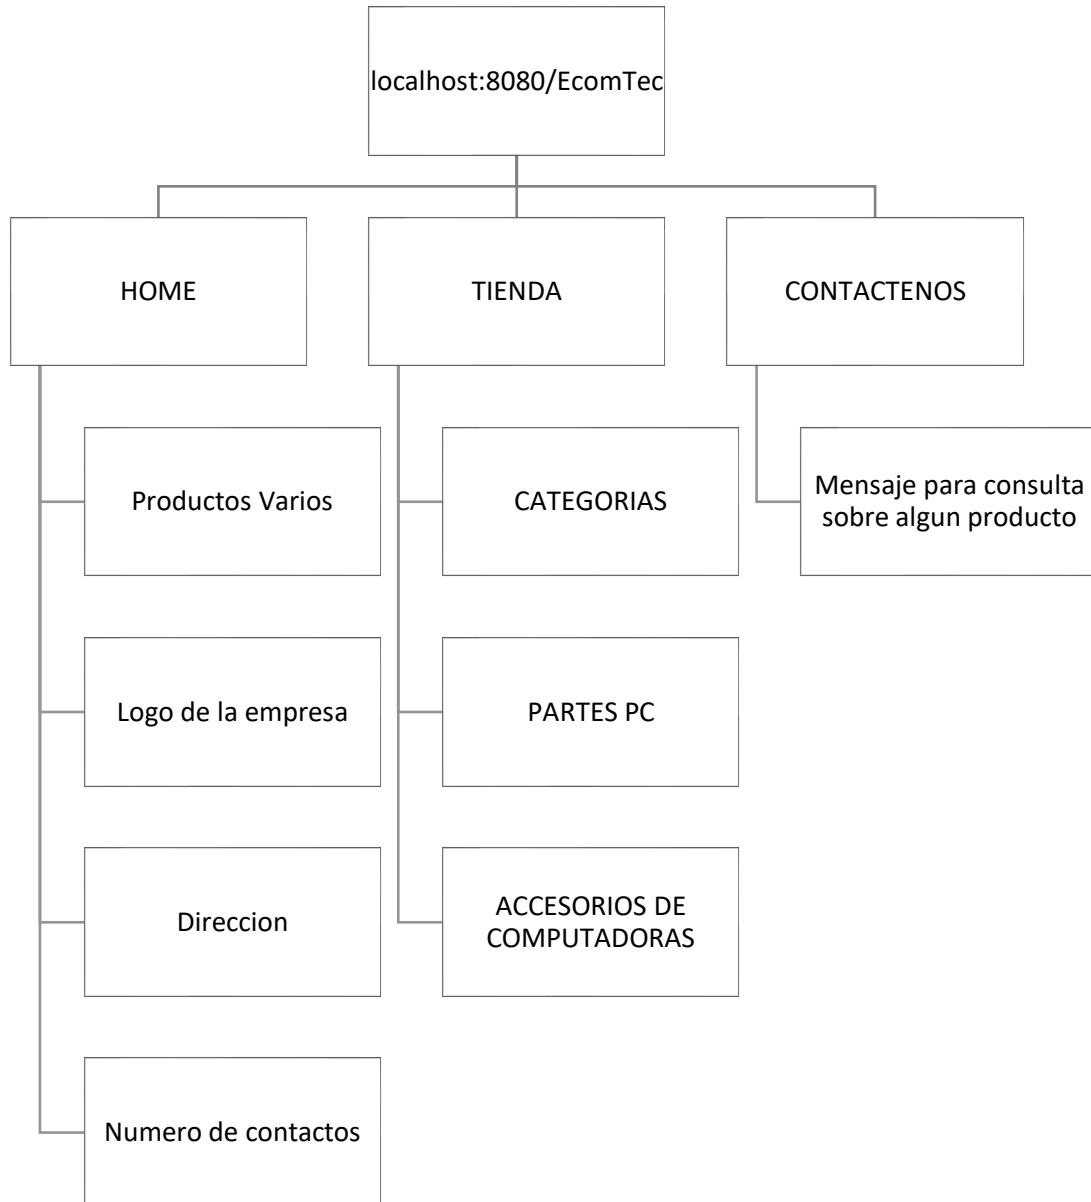 localhost:8080/EcomTec
HOME
TIENDA
CONTACTENOS
Productos Varios
CATEGORIAS
Mensaje para consulta
sobre algun producto
Logo de la empresa
PARTES PC
Direccion
ACCESORIOS DE
COMPUTADORAS
Numero de contactos